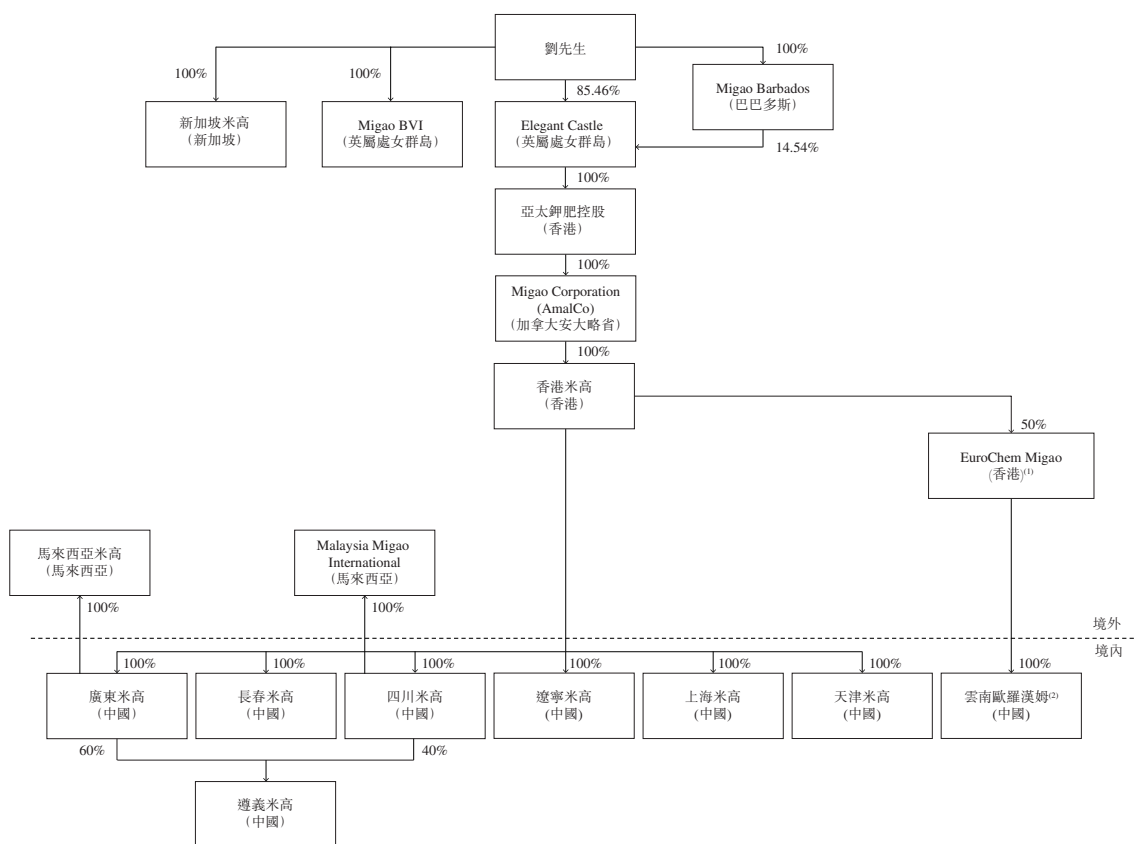 劉先生
100%
100%
100%
85.46%
新加坡米高
(新加坡)
Migao BVI
(英屬處女群島)
Elegant Castle
(英屬處女群島)
Migao Barbados
(巴巴多斯)
14.54%
100%
亞太鉀肥控股
(香港)
100%
Migao Corporation
(AmalCo)
(加拿大安大略省)
100%
香港米高
(香港)
50%
EuroChem Migao
(香港)(1)
馬來西亞米高
(馬來西亞)
Malaysia Migao
International
(馬來西亞)
100%
100%
境外
境內
100%
100%
100%
100%
100%
100%
100%
廣東米高
(中國)
長春米高
(中國)
四川米高
(中國)
遼寧米高
(中國)
上海米高
(中國)
天津米高
(中國)
雲南歐羅漢姆(2)
(中國)
60%
40%
遵義米高
(中國)